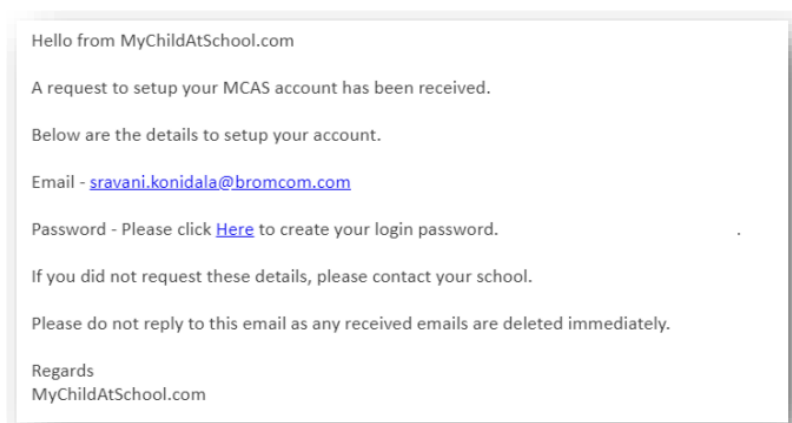 Hello from MyChildAtSchool.com
A request to setup your MCAS account has been received.
Below are the details to setup your account.
Email - sravani.konidala@bromcom.com
Password - Please click Here to create your login password. .
If you did not request these details, please contact your school.
Please do not reply to this email as any received emails are deleted immediately.
Regards
MyChildAtSchool.com